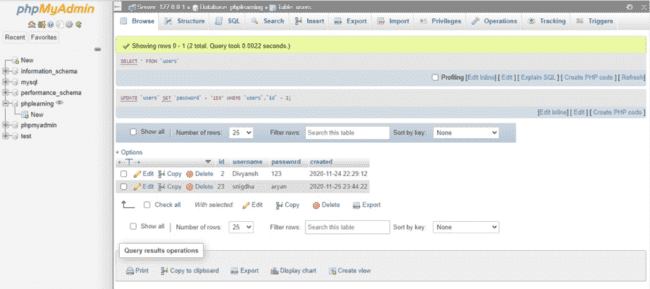 phpMyAdmin
Recent Favorites
New
information_schema
mysql
performance_schema
phplearning
New
phpmyadmin
test
Server: 127.0.0.1 » Database: phplearning » Table: users
Browse Structure SQL Search Insert Export Import Privileges Operations Tracking Triggers
Showing rows 0 - 1 (2 total. Query took 0.0022 seconds.)
SELECT * FROM `users`
Profiling [Edit inline] [ Edit ] [ Explain SQL ] [ Create PHP code ] [ Refresh]
UPDATE `users` SET `password` = '123' WHERE `users`.`id` = 2;
[Edit inline] [ Edit ] [ Create PHP code ]
Show all Number of rows: 25 Filter rows: Search this table Sort by key: None
+ Options
id username password created
Edit Copy Delete 2 Divyansh 123 2020-11-24 22:29:12
Edit Copy Delete 23 snigdha aryan 2020-11-25 23:44:22
Check all With selected: Edit Copy Delete Export
Show all Number of rows: 25 Filter rows: Search this table Sort by key: None
Query results operations
Print Copy to clipboard Export Display chart Create view